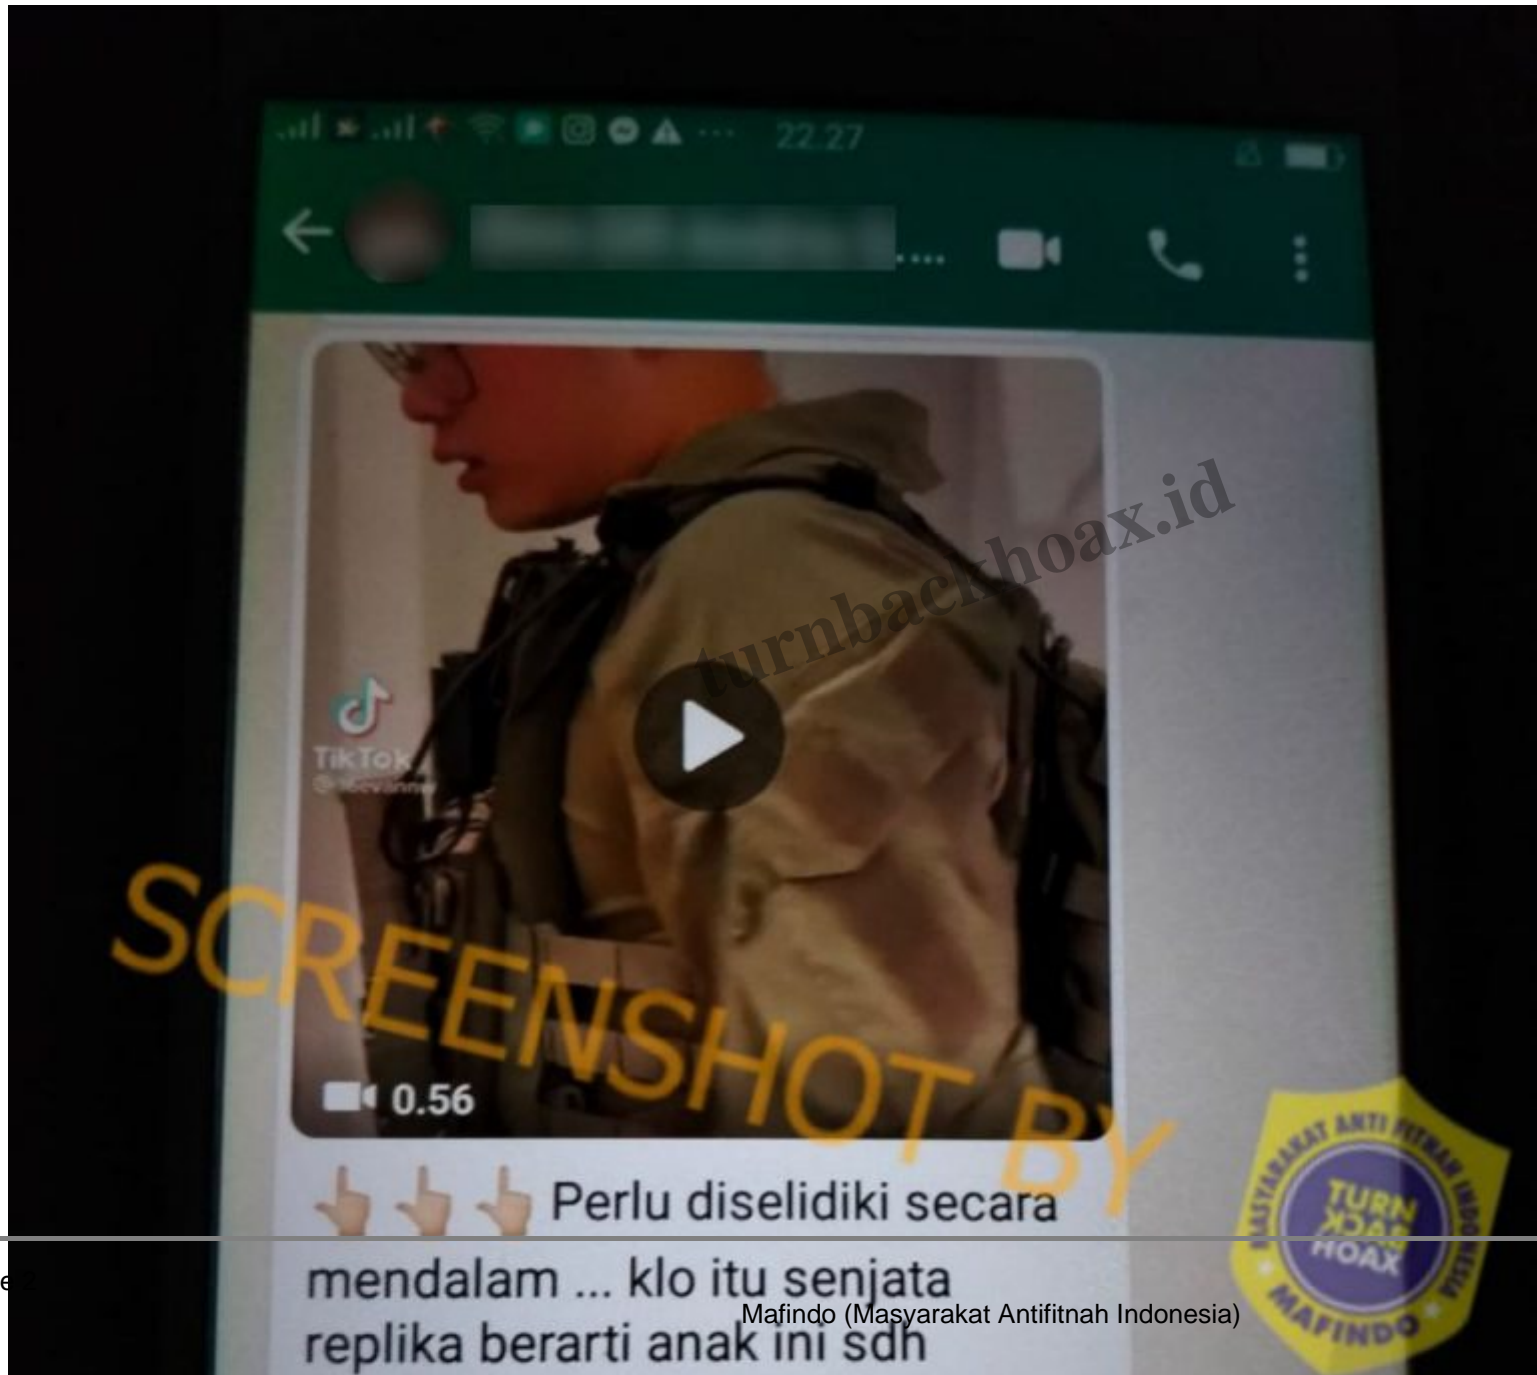 22.27
turnbackhoax.id
TikTok
0.56
SCREENSHOT BY
👆👆👆 Perlu diselidiki secara
mendalam ... klo itu senjata
replika berarti anak ini sdh
Mafindo (Masyarakat Antifitnah Indonesia)
MASYARAKAT ANTI FITNAH INDONESIA
TURN
BACK
HOAX
MAFINDO